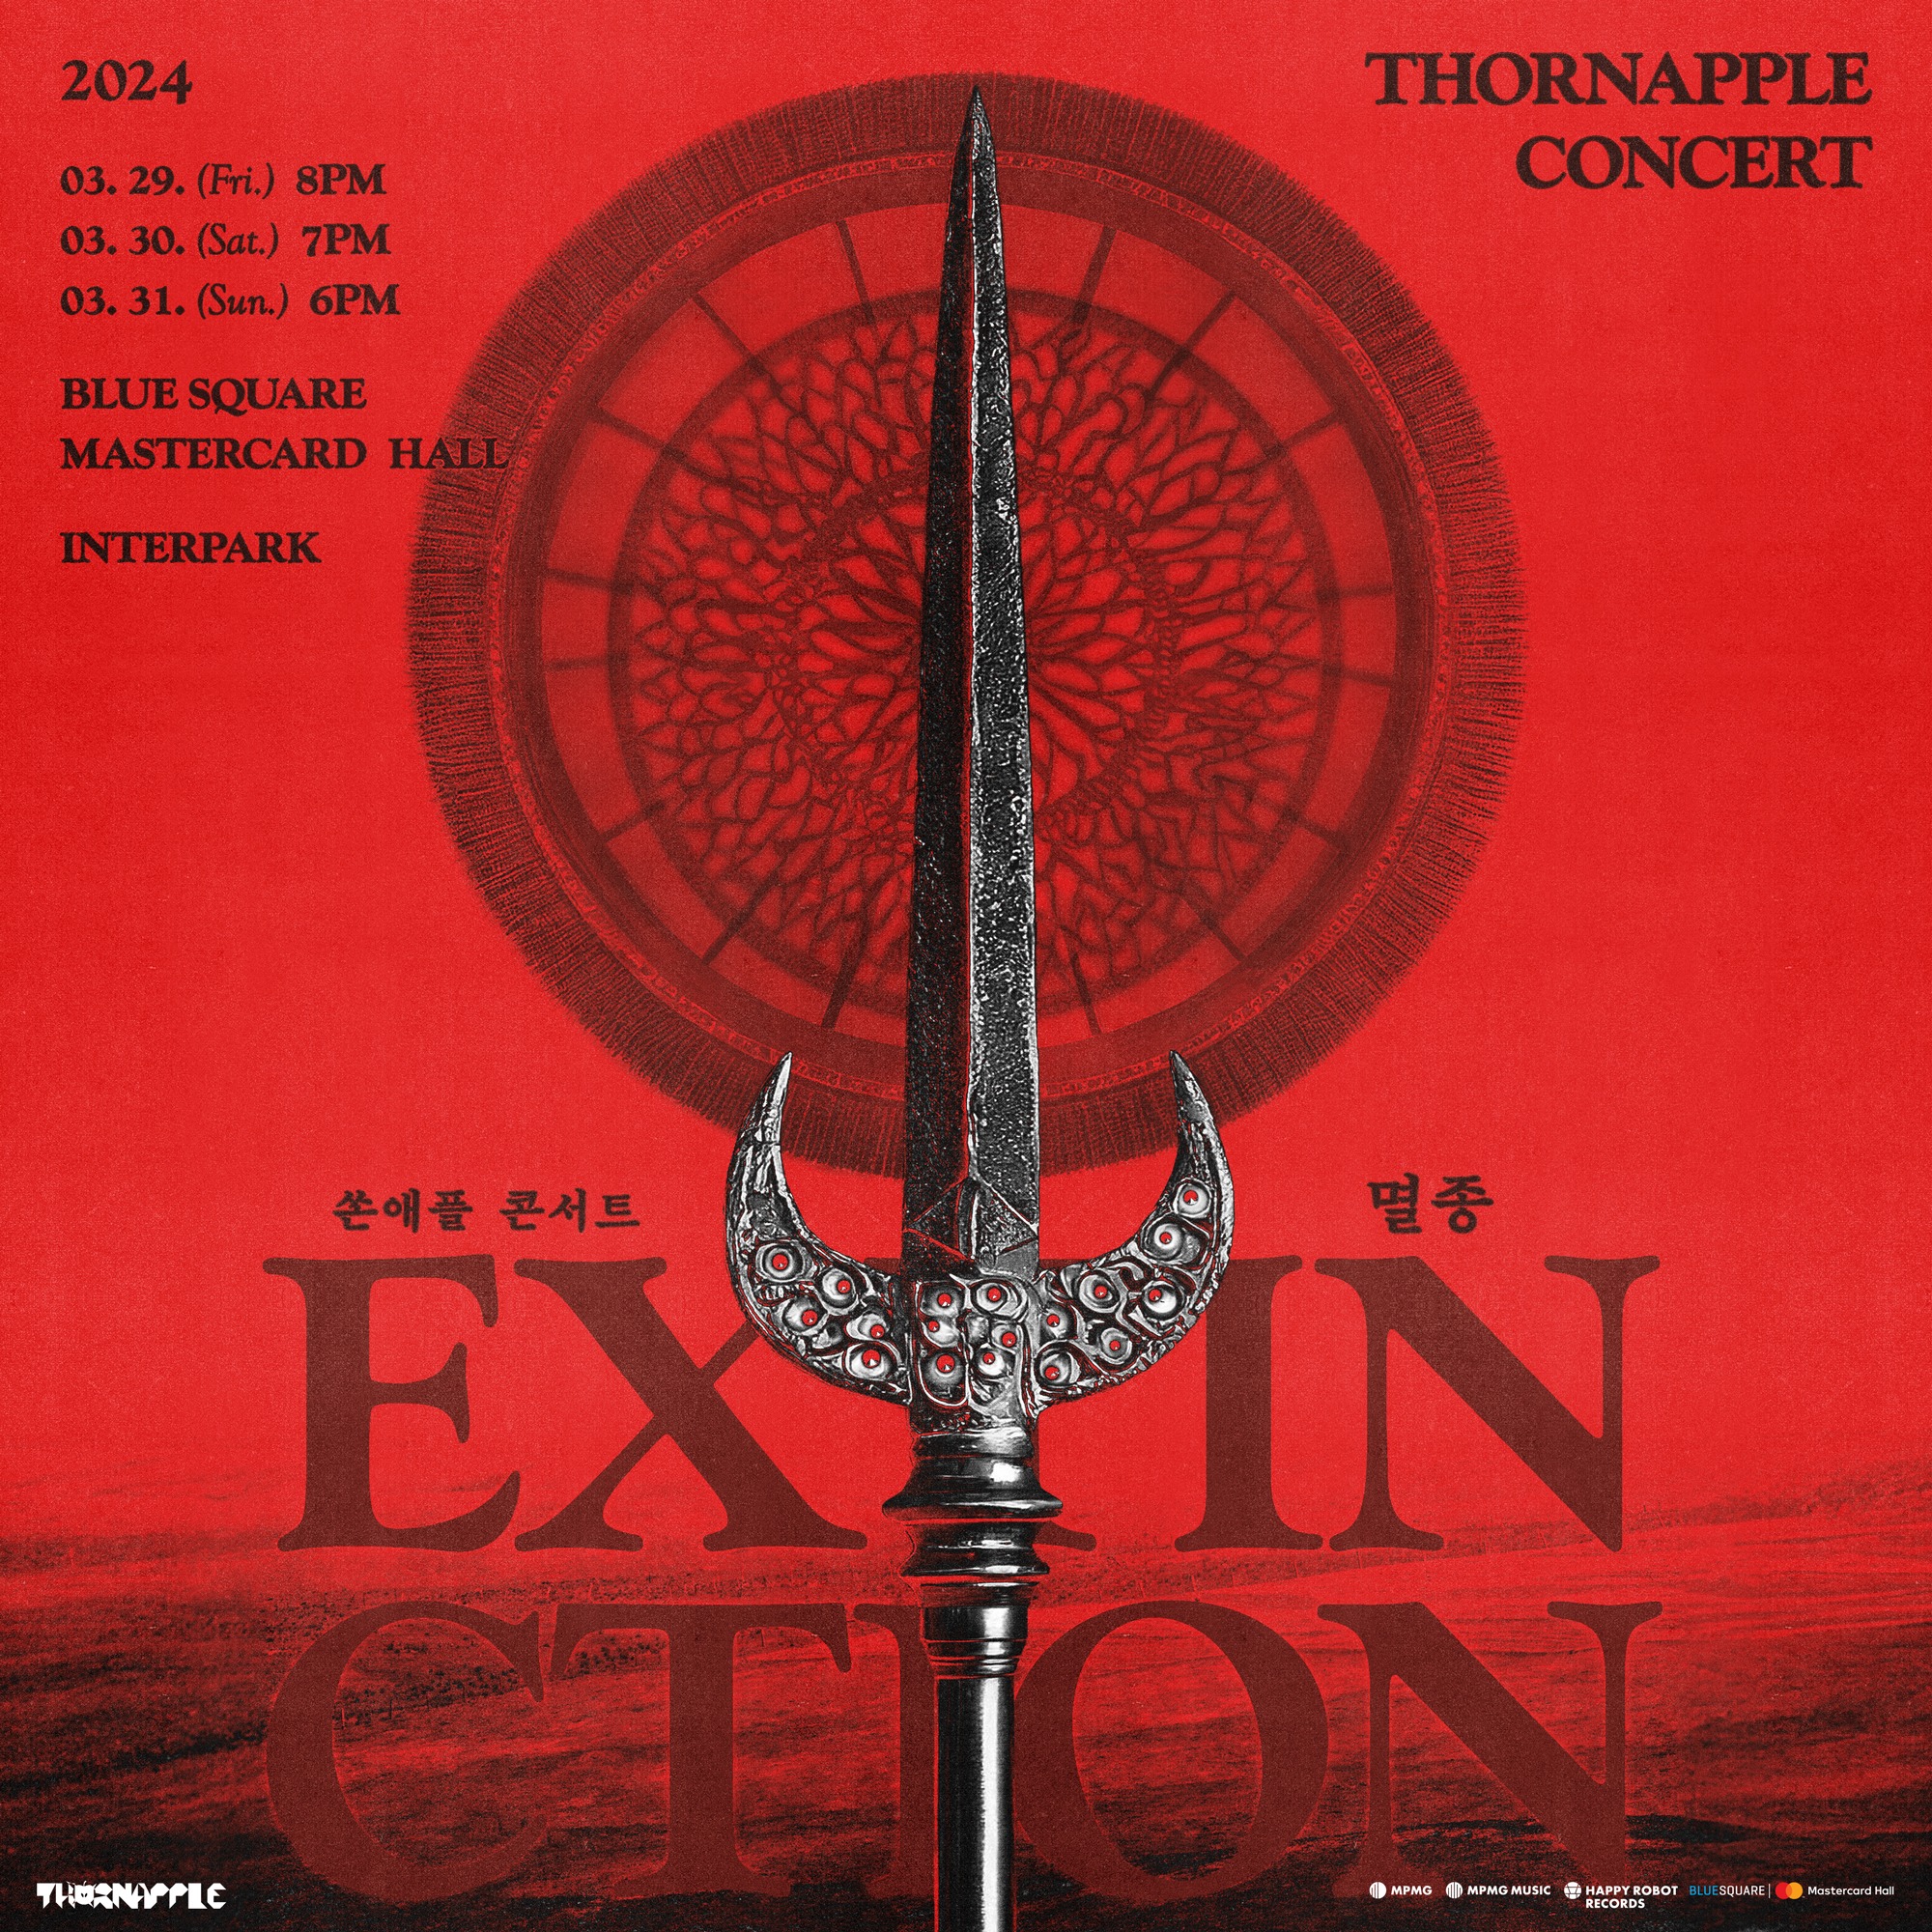 2024
THORNAPPLE
CONCERT
03. 29. (Fri.) 8PM
03. 30. (Sat.) 7PM
03. 31. (Sun.) 6PM
BLUE SQUARE
MASTERCARD HALL
INTERPARK
쏜애플 콘서트
멸종
EXTIN
CTION
THORNAPPLE
MPMG
MPMG MUSIC
HAPPY ROBOT
RECORDS
BLUESQUARE | Mastercard Hall